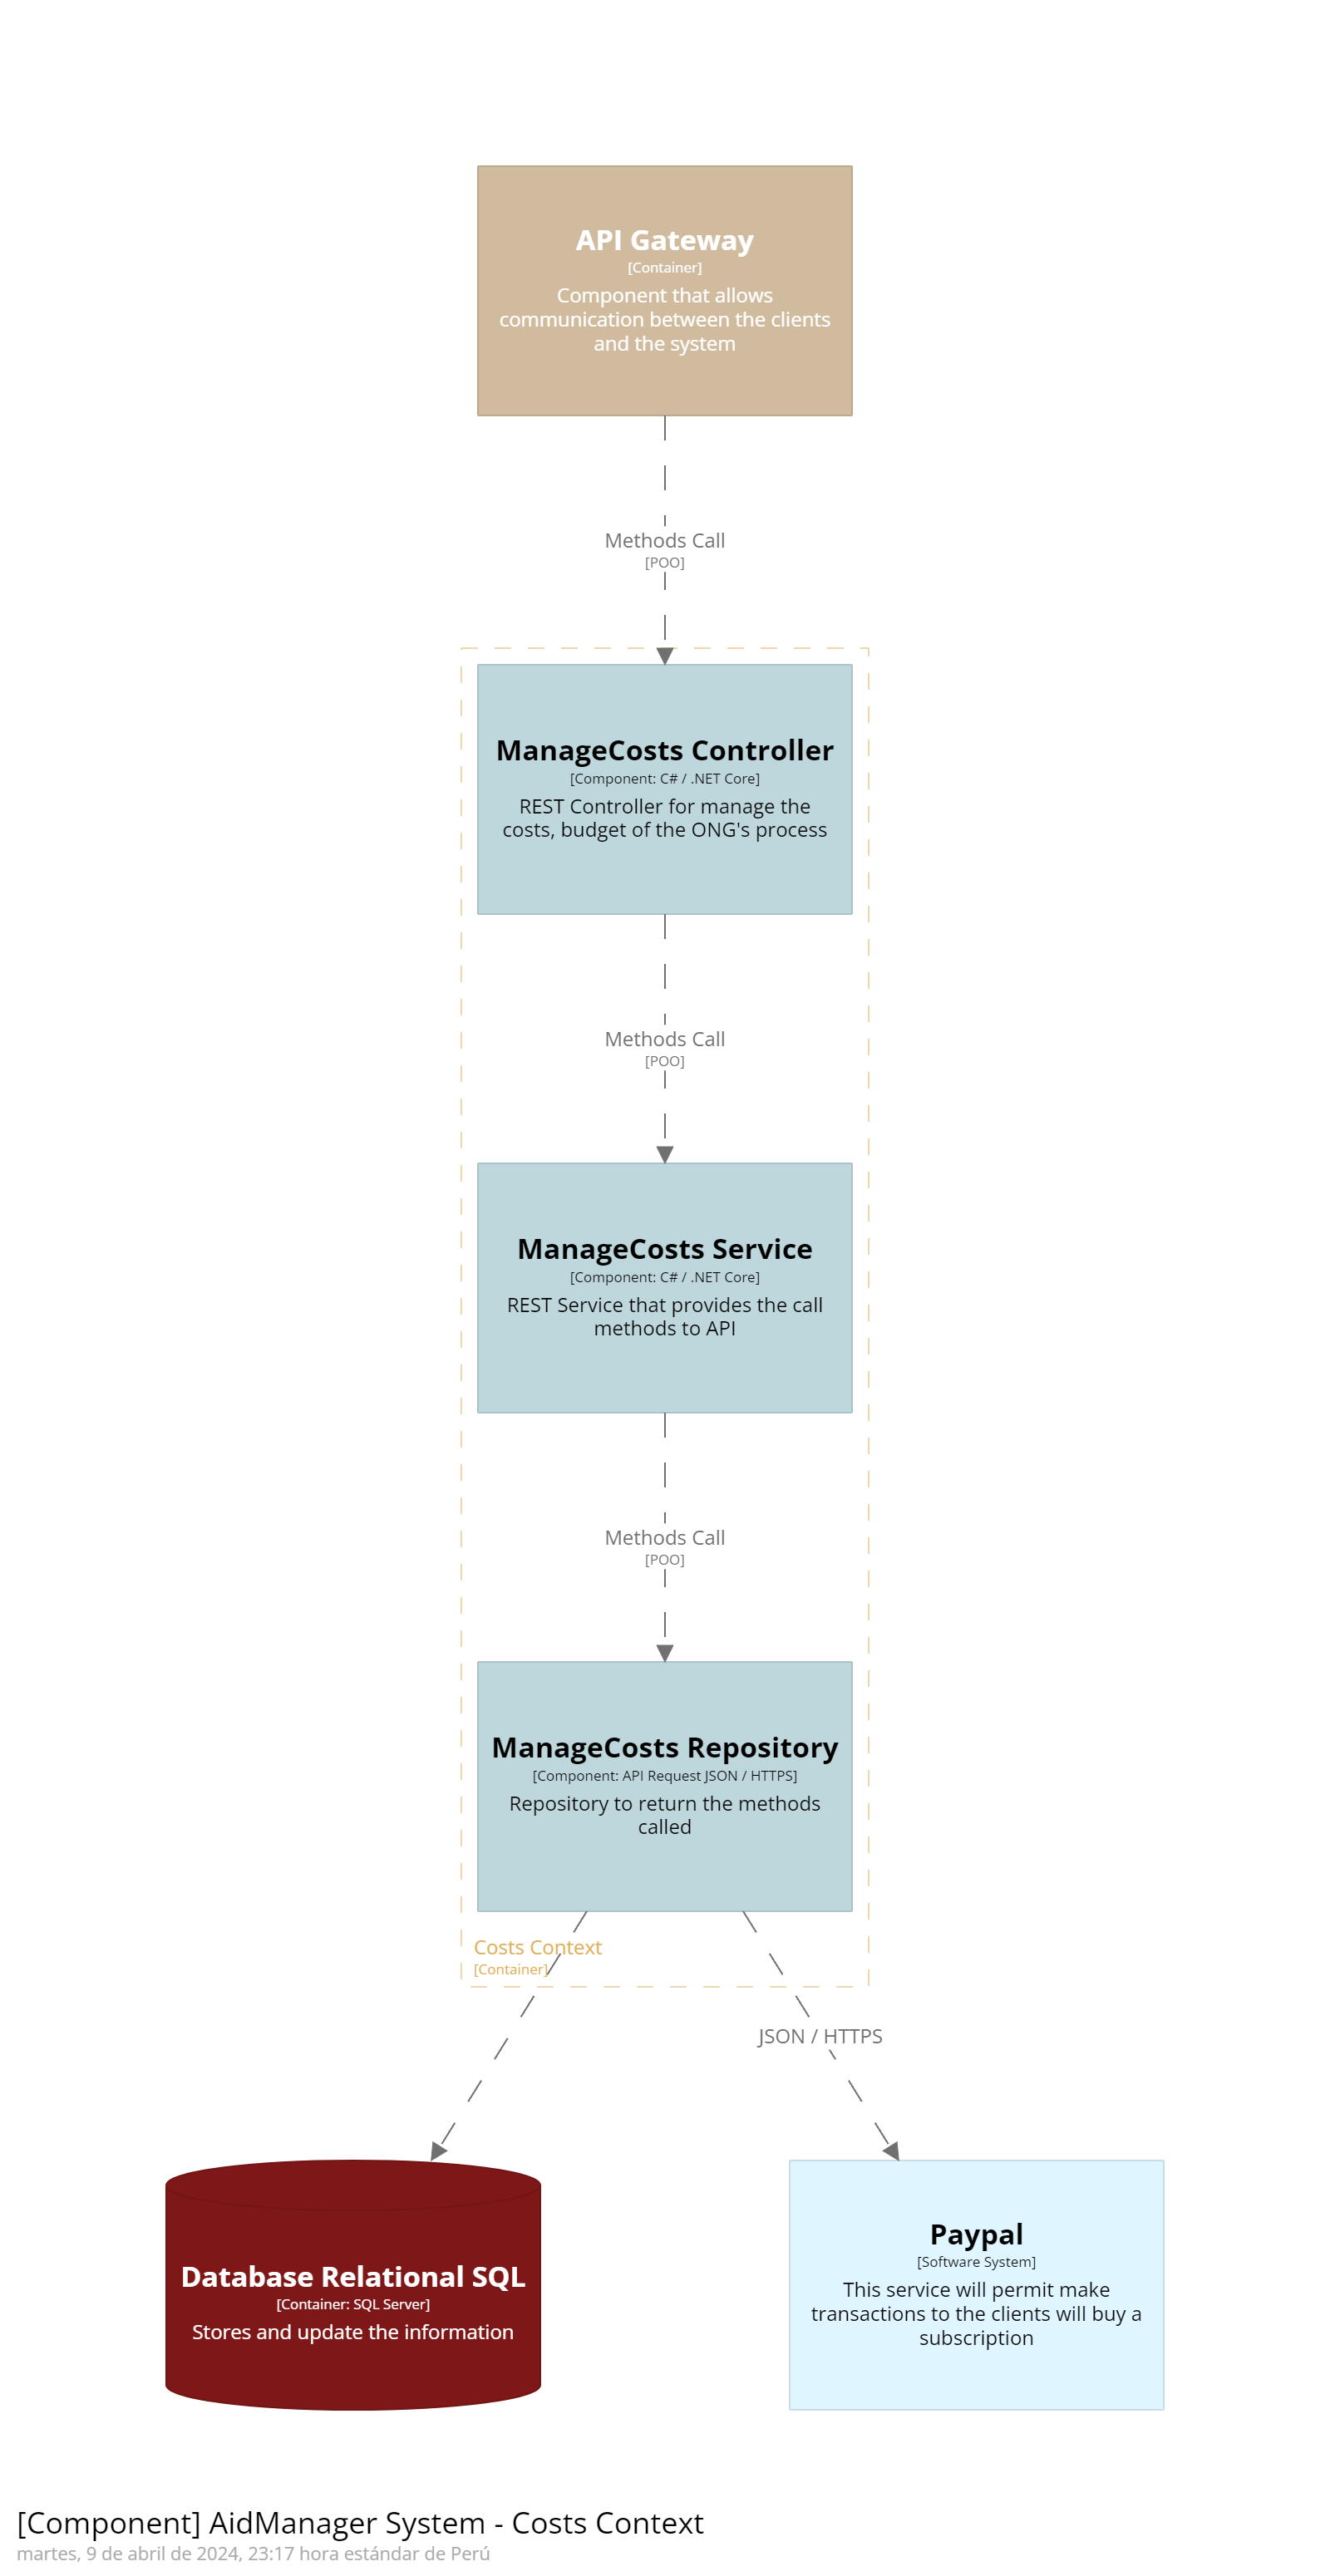 API Gateway
[Container]
Component that allows
communication between the clients
and the system
Methods Call
[POO]
ManageCosts Controller
[Component: C# / .NET Core]
REST Controller for manage the
costs, budget of the ONG's process
Methods Call
[POO]
ManageCosts Service
[Component: C# / .NET Core]
REST Service that provides the call
methods to API
Methods Call
[POO]
ManageCosts Repository
[Component: API Request JSON / HTTPS]
Repository to return the methods
called
Costs Context
[Container]
JSON / HTTPS
Database Relational SQL
[Container: SQL Server]
Stores and update the information
Paypal
[Software System]
This service will permit make
transactions to the clients will buy a
subscription
[Component] AidManager System - Costs Context
martes, 9 de abril de 2024, 23:17 hora estándar de Perú